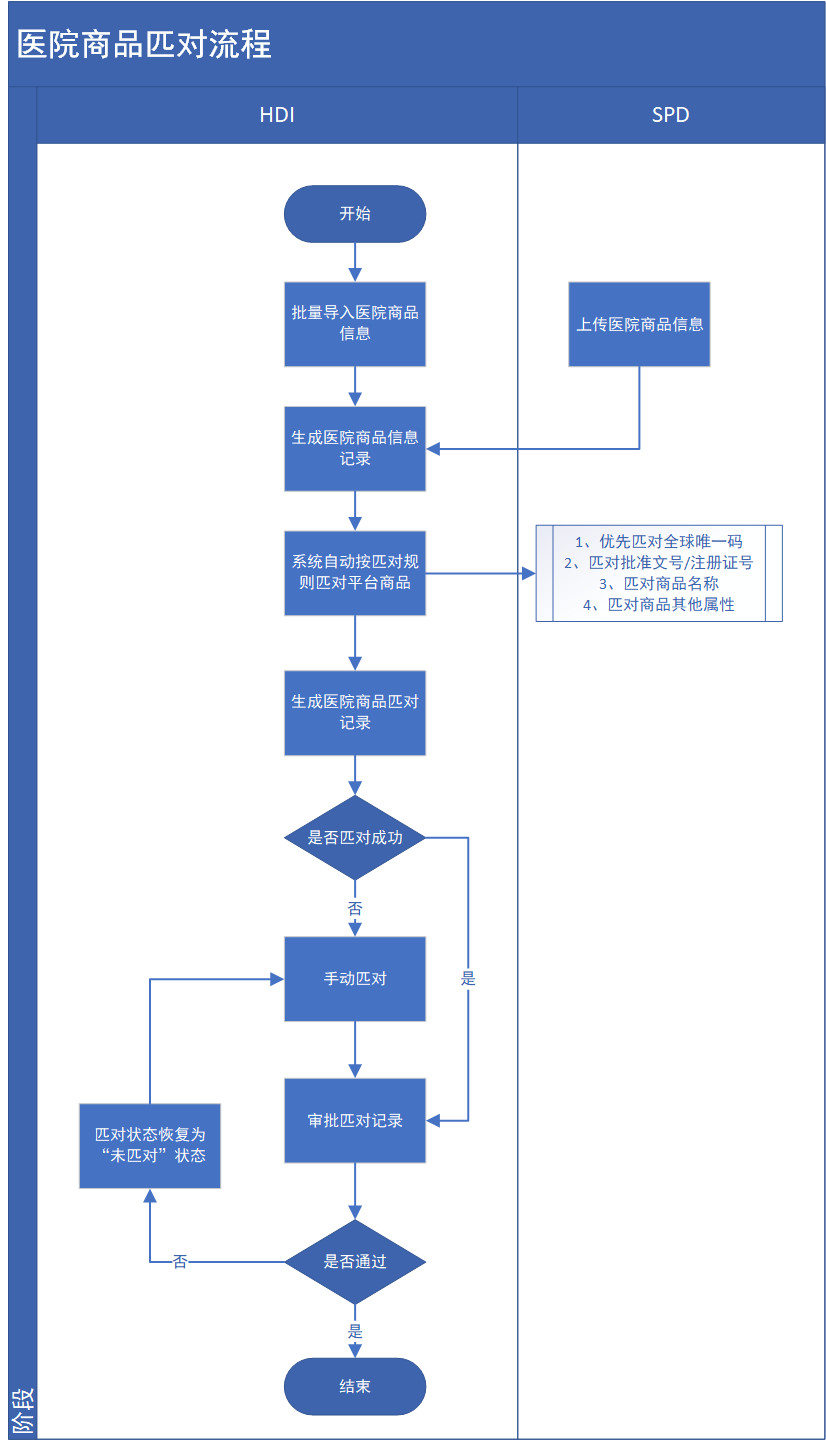 医院商品匹对流程
HDI
SPD
开始
批量导入医院商品
信息
上传医院商品信息
生成医院商品信息
记录
系统自动按匹对规
则匹对平台商品
1、优先匹对全球唯一码
2、匹对批准文号/注册证号
3、匹对商品名称
4、匹对商品其他属性
生成医院商品匹对
记录
是否匹对成功
否
手动匹对
是
审批匹对记录
匹对状态恢复为
“未匹对”状态
是否通过
否
是
结束
阶段